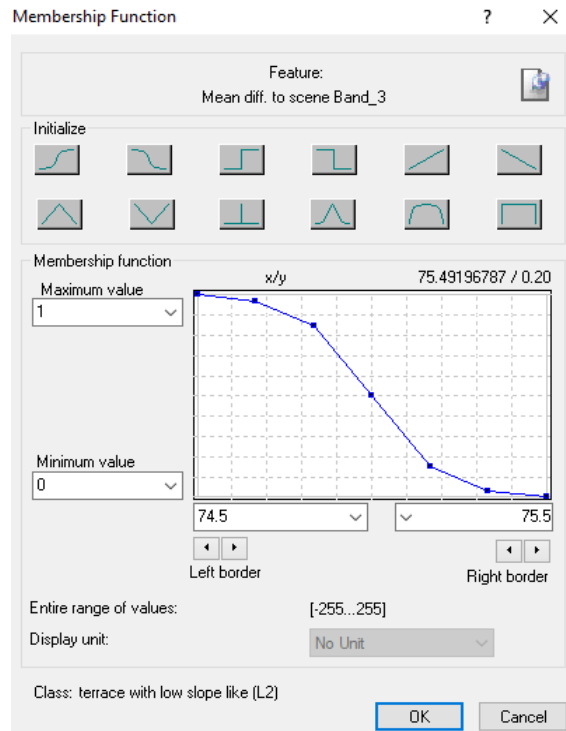 Membership Function ? ×
Feature:
Mean diff. to scene Band_3
Initialize
Membership function
x/y 75.49196787 / 0.20
Maximum value
1
Minimum value
0
74.5 75.5
Left border Right border
Entire range of values: [-255...255]
Display unit: No Unit
Class: terrace with low slope like (L2)
OK Cancel